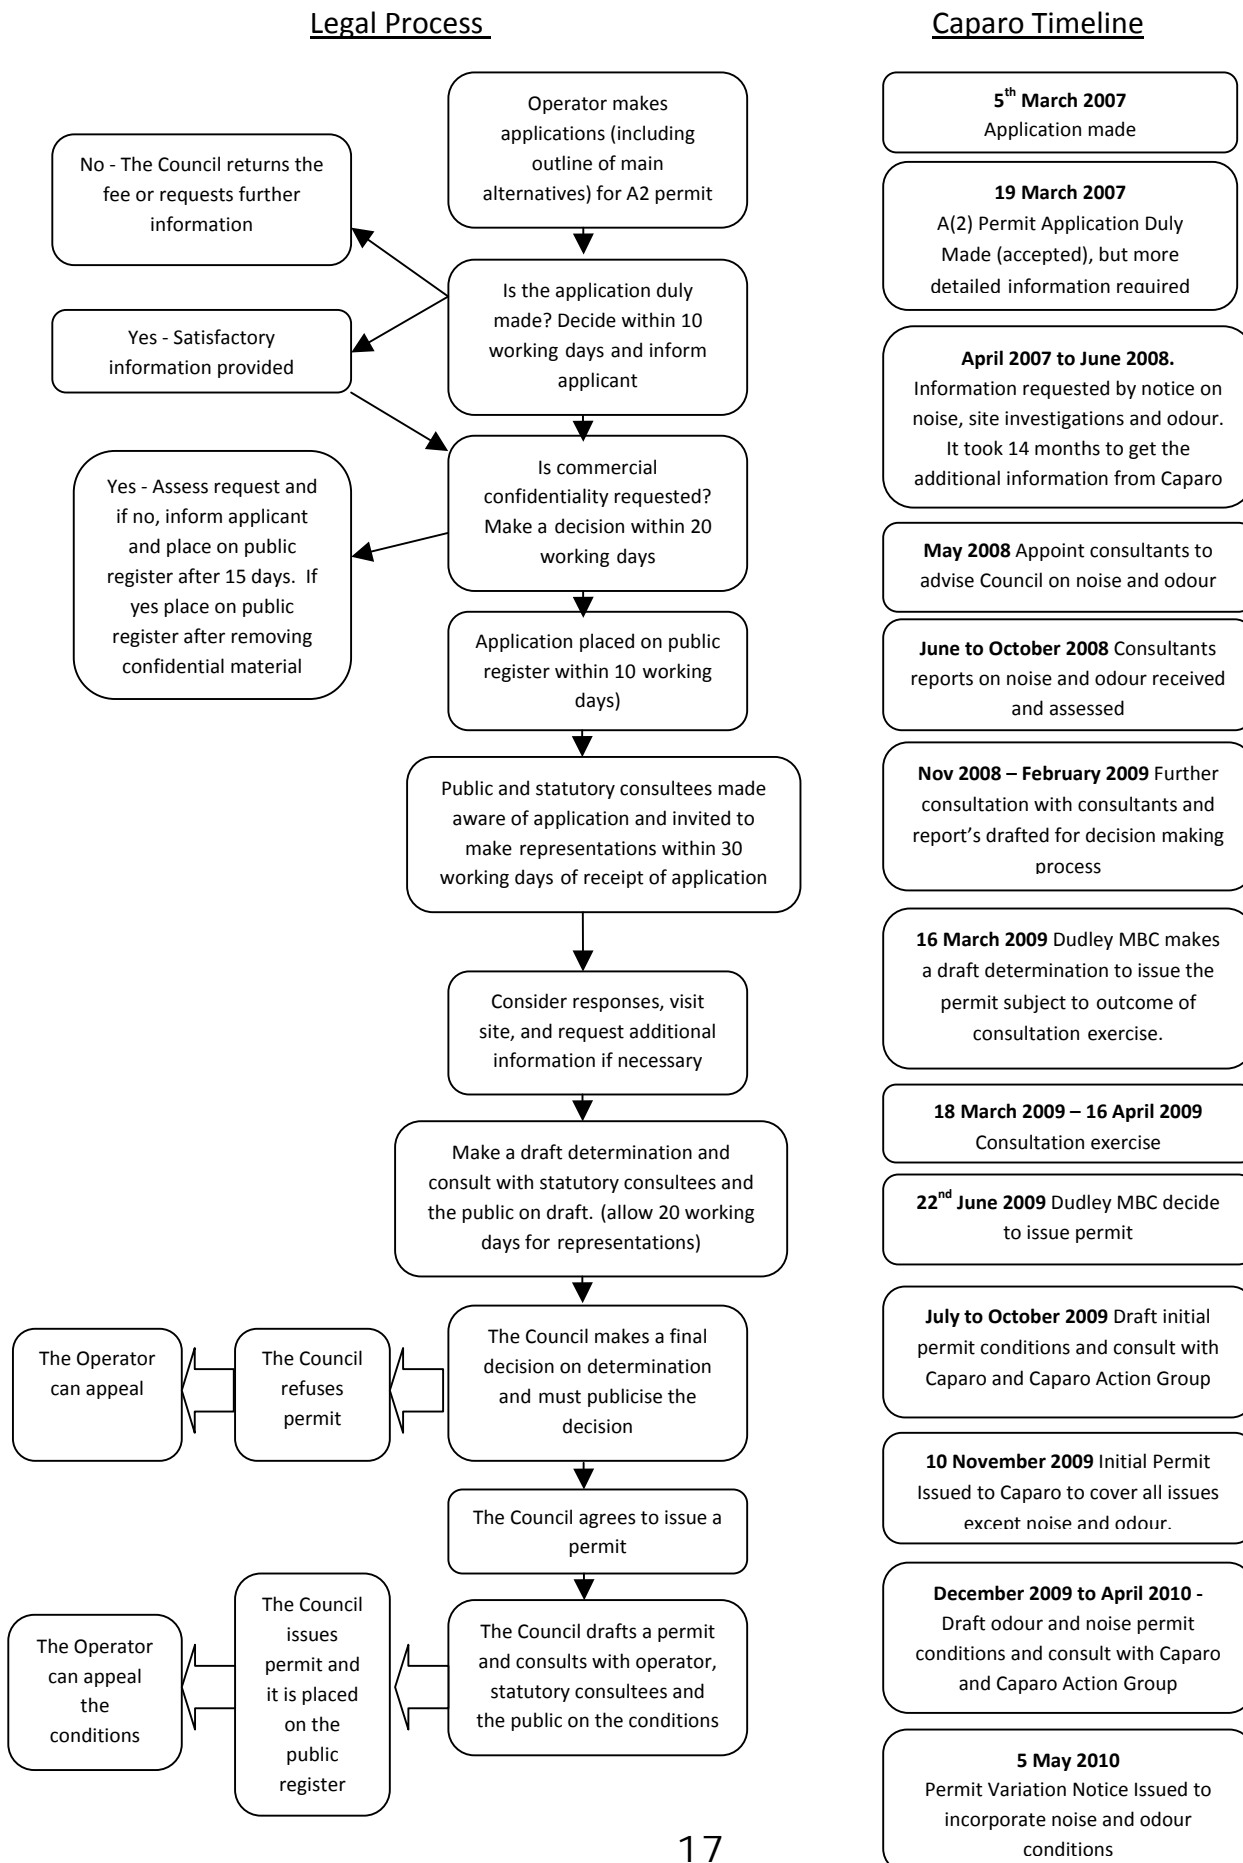 Legal Process
Operator makes
applications (including
outline of main
alternatives) for A2 permit
No - The Council returns the
fee or requests further
information
Is the application duly
made? Decide within 10
working days and inform
applicant
Yes - Satisfactory
information provided
Is commercial
confidentiality requested?
Make a decision within 20
working days
Yes - Assess request and
if no, inform applicant
and place on public
register after 15 days. If
yes place on public
register after removing
confidential material
Application placed on public
register within 10 working
days)
Public and statutory consultees made
aware of application and invited to
make representations within 30
working days of receipt of application
Consider responses, visit
site, and request additional
information if necessary
Make a draft determination and
consult with statutory consultees and
the public on draft. (allow 20 working
days for representations)
The Council makes a final
decision on determination
and must publicise the
decision
The Council
refuses
permit
The Operator
can appeal
The Council agrees to issue a
permit
The Council drafts a permit
and consults with operator,
statutory consultees and
the public on the conditions
The Council
issues
permit and
it is placed
on the
public
register
The Operator
can appeal
the
conditions
Caparo Timeline
5th March 2007
Application made
19 March 2007
A(2) Permit Application Duly
Made (accepted), but more
detailed information required
April 2007 to June 2008.
Information requested by notice on
noise, site investigations and odour.
It took 14 months to get the
additional information from Caparo
May 2008 Appoint consultants to
advise Council on noise and odour
June to October 2008 Consultants
reports on noise and odour received
and assessed
Nov 2008 – February 2009 Further
consultation with consultants and
report's drafted for decision making
process
16 March 2009 Dudley MBC makes
a draft determination to issue the
permit subject to outcome of
consultation exercise.
18 March 2009 – 16 April 2009
Consultation exercise
22nd June 2009 Dudley MBC decide
to issue permit
July to October 2009 Draft initial
permit conditions and consult with
Caparo and Caparo Action Group
10 November 2009 Initial Permit
Issued to Caparo to cover all issues
except noise and odour.
December 2009 to April 2010 -
Draft odour and noise permit
conditions and consult with Caparo
and Caparo Action Group
5 May 2010
Permit Variation Notice Issued to
incorporate noise and odour
conditions
17